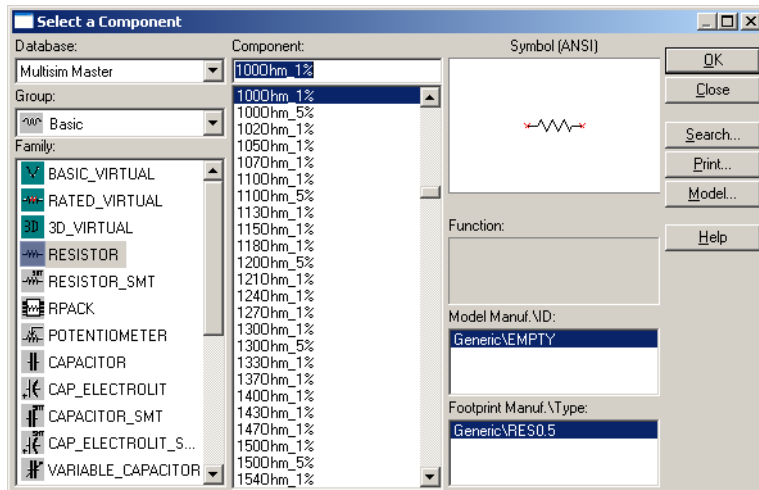 Select a Component
Database:
Multisim Master
Group:
Basic
Family:
BASIC_VIRTUAL
RATED_VIRTUAL
3D
3D_VIRTUAL
RESISTOR
RESISTOR_SMT
RPACK
POTENTIOMETER
CAPACITOR
CAP_ELECTROLIT
CAPACITOR_SMT
CAP_ELECTROLIT_S...
VARIABLE_CAPACITOR
Component:
100Ohm_1%
100Ohm_1%
100Ohm_5%
102Ohm_1%
105Ohm_1%
107Ohm_1%
110Ohm_1%
110Ohm_5%
113Ohm_1%
115Ohm_1%
118Ohm_1%
120Ohm_5%
121Ohm_1%
124Ohm_1%
127Ohm_1%
130Ohm_1%
130Ohm_5%
133Ohm_1%
137Ohm_1%
140Ohm_1%
143Ohm_1%
147Ohm_1%
150Ohm_1%
150Ohm_5%
154Ohm_1%
Symbol (ANSI)
Function:
Model Manuf.\ID:
Generic\EMPTY
Footprint Manuf.\Type:
Generic\RES0.5
OK
Close
Search...
Print...
Model...
Help